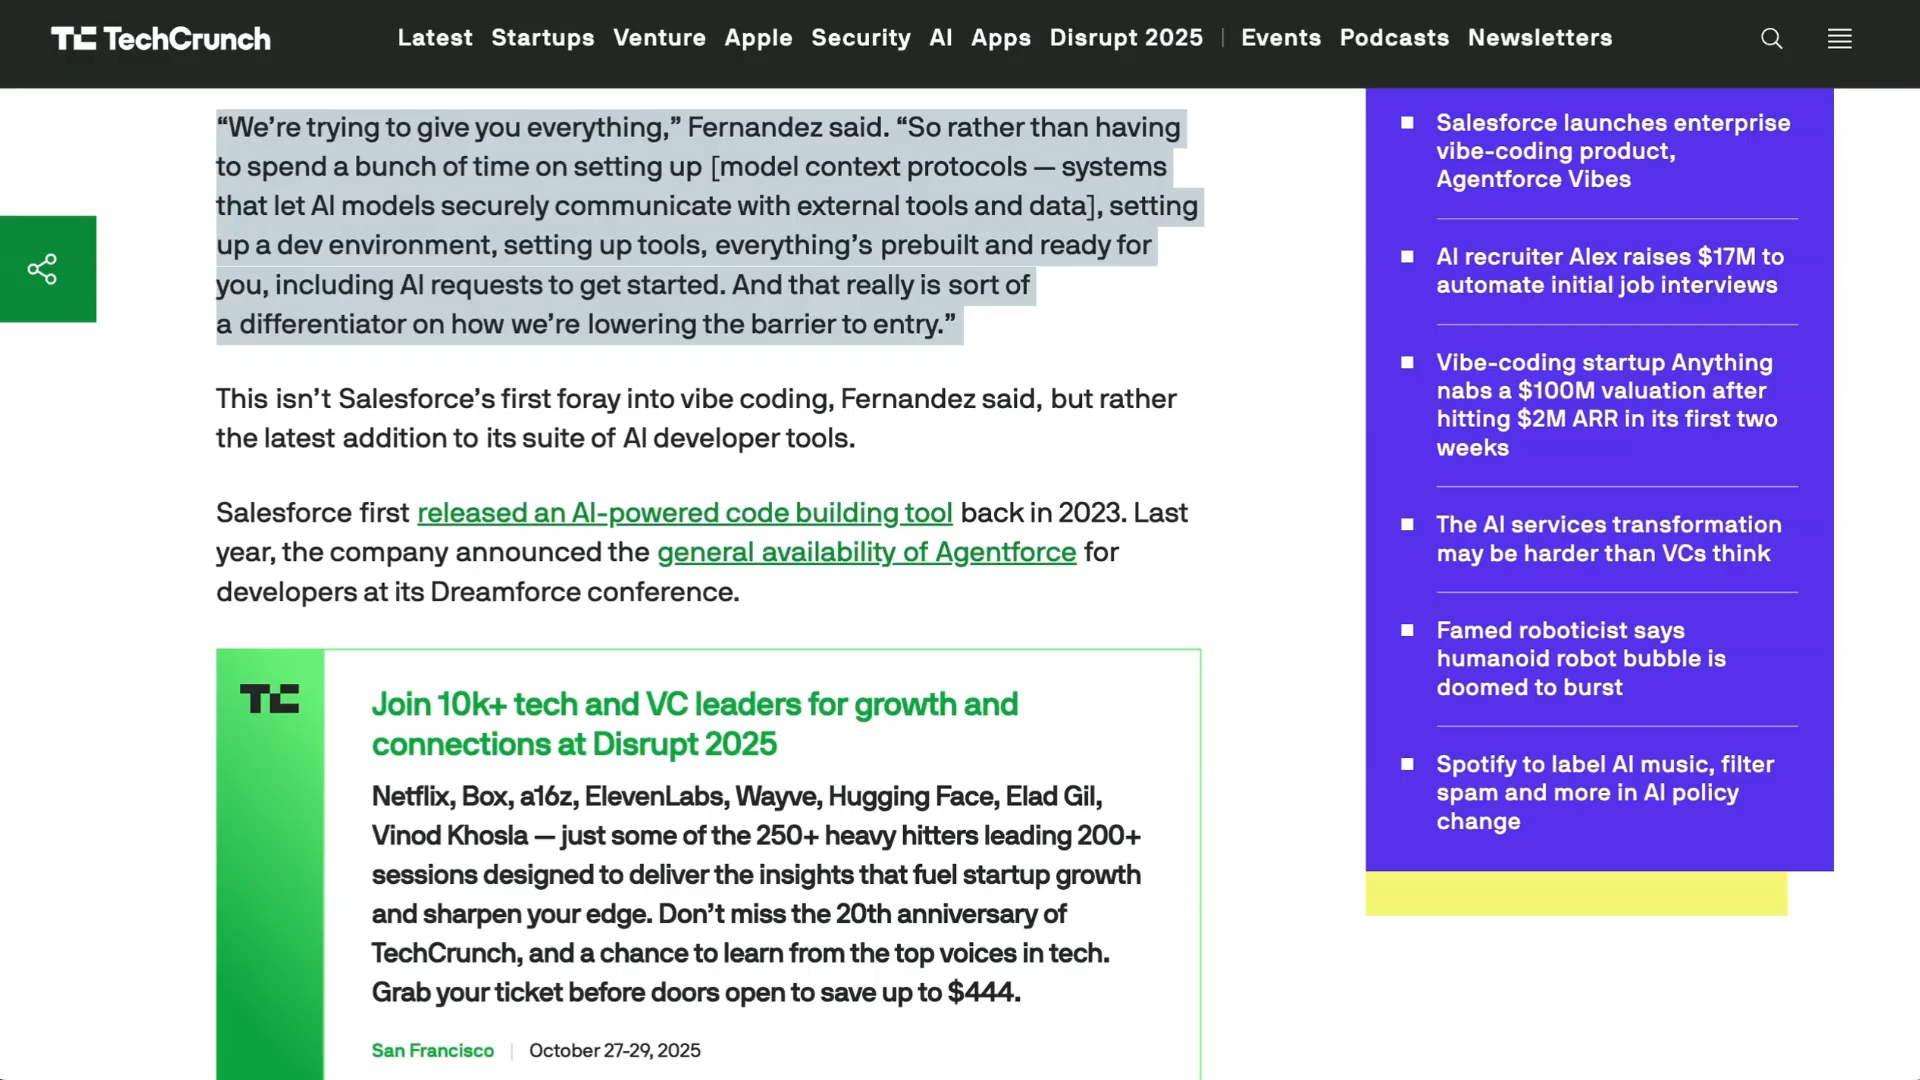 TechCrunch
Latest Startups Venture Apple Security AI Apps Disrupt 2025 | Events Podcasts Newsletters
“We’re trying to give you everything,” Fernandez said. “So rather than having
to spend a bunch of time on setting up [model context protocols — systems
that let AI models securely communicate with external tools and data], setting
up a dev environment, setting up tools, everything’s prebuilt and ready for
you, including AI requests to get started. And that really is sort of
a differentiator on how we’re lowering the barrier to entry.”
This isn’t Salesforce’s first foray into vibe coding, Fernandez said, but rather
the latest addition to its suite of AI developer tools.
Salesforce first released an AI-powered code building tool back in 2023. Last
year, the company announced the general availability of Agentforce for
developers at its Dreamforce conference.
TC
Join 10k+ tech and VC leaders for growth and
connections at Disrupt 2025
Netflix, Box, a16z, ElevenLabs, Wayve, Hugging Face, Elad Gil,
Vinod Khosla — just some of the 250+ heavy hitters leading 200+
sessions designed to deliver the insights that fuel startup growth
and sharpen your edge. Don’t miss the 20th anniversary of
TechCrunch, and a chance to learn from the top voices in tech.
Grab your ticket before doors open to save up to $444.
San Francisco | October 27-29, 2025
Salesforce launches enterprise
vibe-coding product,
Agentforce Vibes
AI recruiter Alex raises $17M to
automate initial job interviews
Vibe-coding startup Anything
nabs a $100M valuation after
hitting $2M ARR in its first two
weeks
The AI services transformation
may be harder than VCs think
Famed roboticist says
humanoid robot bubble is
doomed to burst
Spotify to label AI music, filter
spam and more in AI policy
change